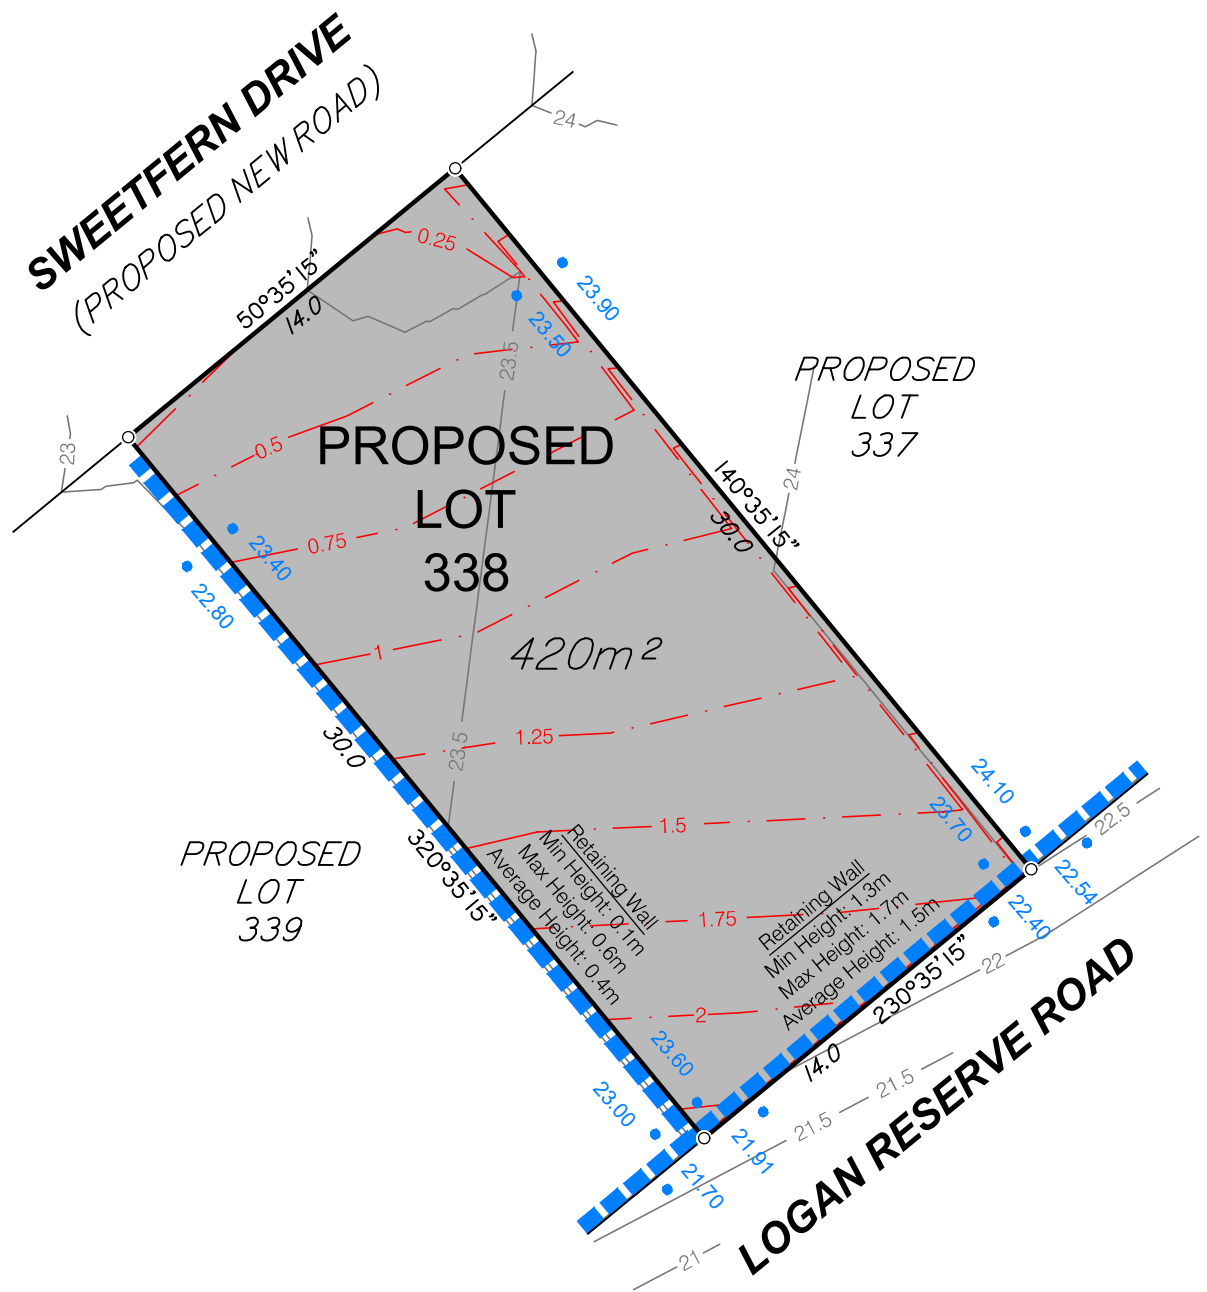 SWEETFERN DRIVE
(PROPOSED NEW ROAD)
24
0.25
50°35'15"
14.0
23.90
23.50
23.5
PROPOSED
LOT
337
23
0.5
PROPOSED
LOT
338
24
140°35'15"
30.0
23.40
0.75
22.80
1
420m²
1.25
23.5
30.0
24.10
23.70
22.5
1.5
320°35'15"
PROPOSED
LOT
339
Retaining Wall
Min Height: 0.1m
Max Height: 0.6m
Average Height: 0.4m
Retaining Wall
Min Height: 1.3m
Max Height: 1.7m
Average Height: 1.5m
22.54
22.40
1.75
22
230°35'15"
2
14.0
23.60
23.00
21.5
21.5
21.91
21.70
21
LOGAN RESERVE ROAD